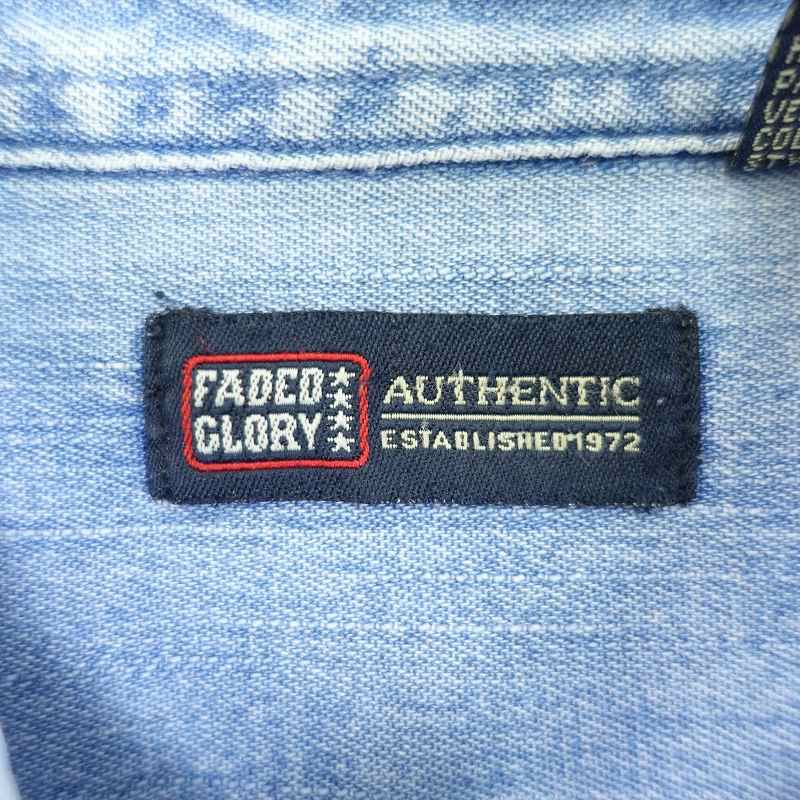 FADED
GLORY
AUTHENTIC
ESTABLISHED 1972